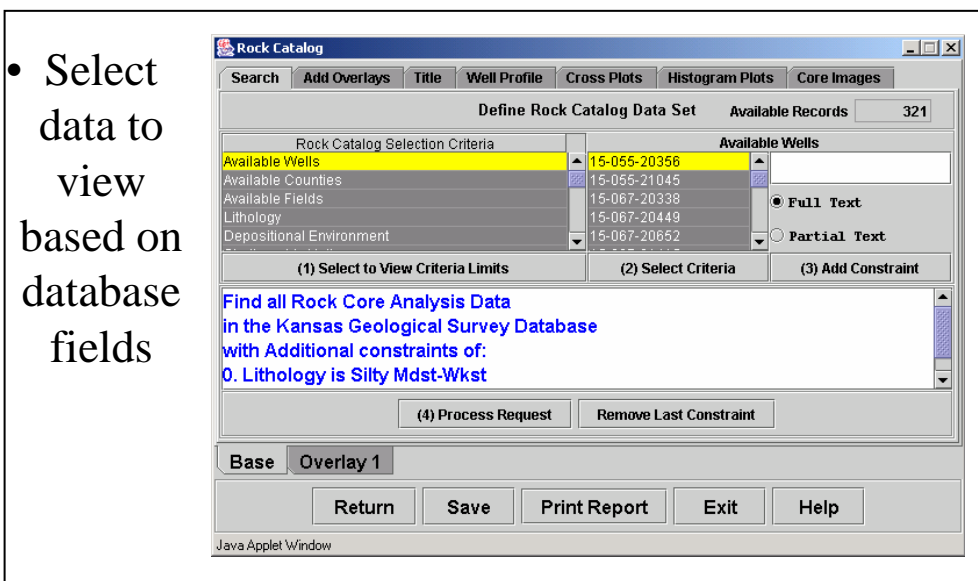 • Select
data to
view
based on
database
fields
Rock Catalog
Search Add Overlays Title Well Profile Cross Plots Histogram Plots Core Images
Define Rock Catalog Data Set Available Records 321
Rock Catalog Selection Criteria Available Wells
Available Wells 15-055-20356
Available Counties 15-055-21045
Available Fields 15-067-20338
Full Text
Lithology 15-067-20449
Depositional Environment 15-067-20652
Partial Text
(1) Select to View Criteria Limits (2) Select Criteria (3) Add Constraint
Find all Rock Core Analysis Data
in the Kansas Geological Survey Database
with Additional constraints of:
0. Lithology is Silty Mdst-Wkst
(4) Process Request Remove Last Constraint
Base Overlay 1
Return Save Print Report Exit Help
Java Applet Window